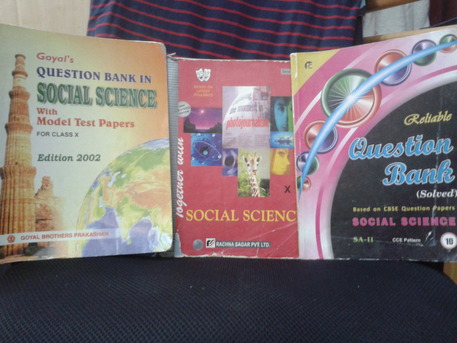 Goyal's
QUESTION BANK IN
SOCIAL SCIENCE
With
Model Test Papers
FOR CLASS X
Edition 2002
GOYAL BROTHERS PRAKASHAN
together with
X
SOCIAL SCIENC
RACHNA SAGAR PVT. LTD.
Reliable
Question
Bank
(Solved)
Based on CBSE Question Papers
SOCIAL SCIENCE
SA-II
CCE Pattern
10